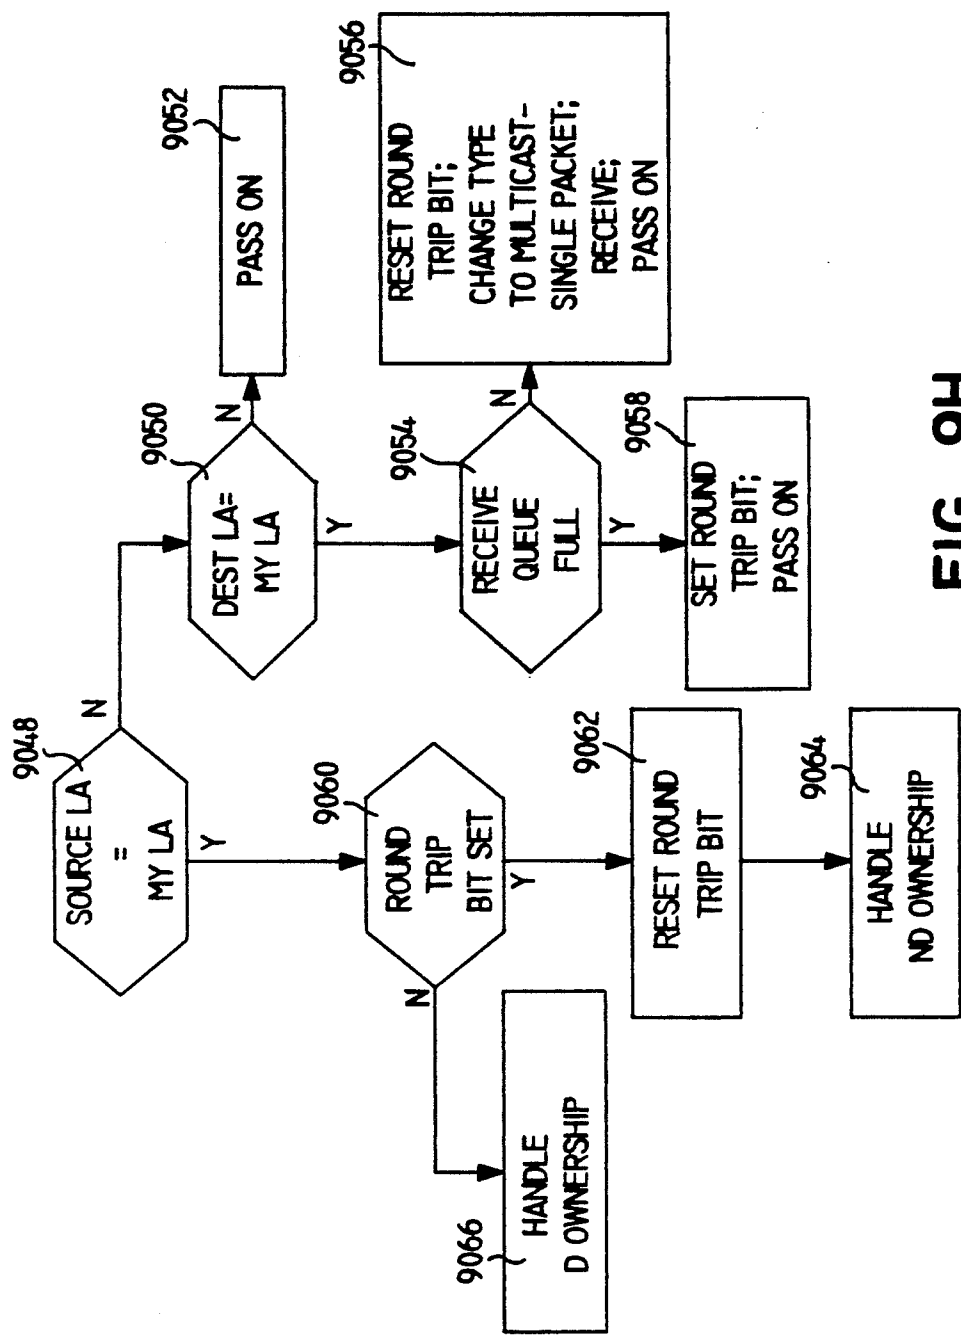 9048
SOURCE LA
=
MY LA
N
Y
9050
DEST LA=
MY LA
N
Y
9052
PASS ON
9054
RECEIVE
QUEUE
FULL
N
Y
9056
RESET ROUND
TRIP BIT;
CHANGE TYPE
TO MULTICAST-
SINGLE PACKET;
RECEIVE;
PASS ON
9058
SET ROUND
TRIP BIT;
PASS ON
9060
ROUND
TRIP
BIT SET
N
Y
9062
RESET ROUND
TRIP BIT
9064
HANDLE
ND OWNERSHIP
9066
HANDLE
D OWNERSHIP
FIG. 9H